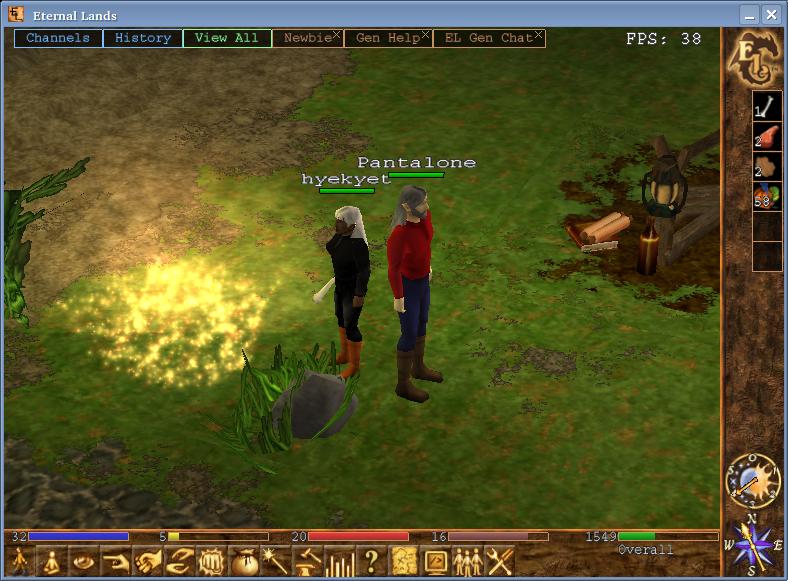 Eternal Lands
Channels History View All Newbie Gen Help EL Gen Chat FPS: 38
Pantalone
hyekyet
1
2
2
58
32 5 20 16 1549
Overall
N
W E
S